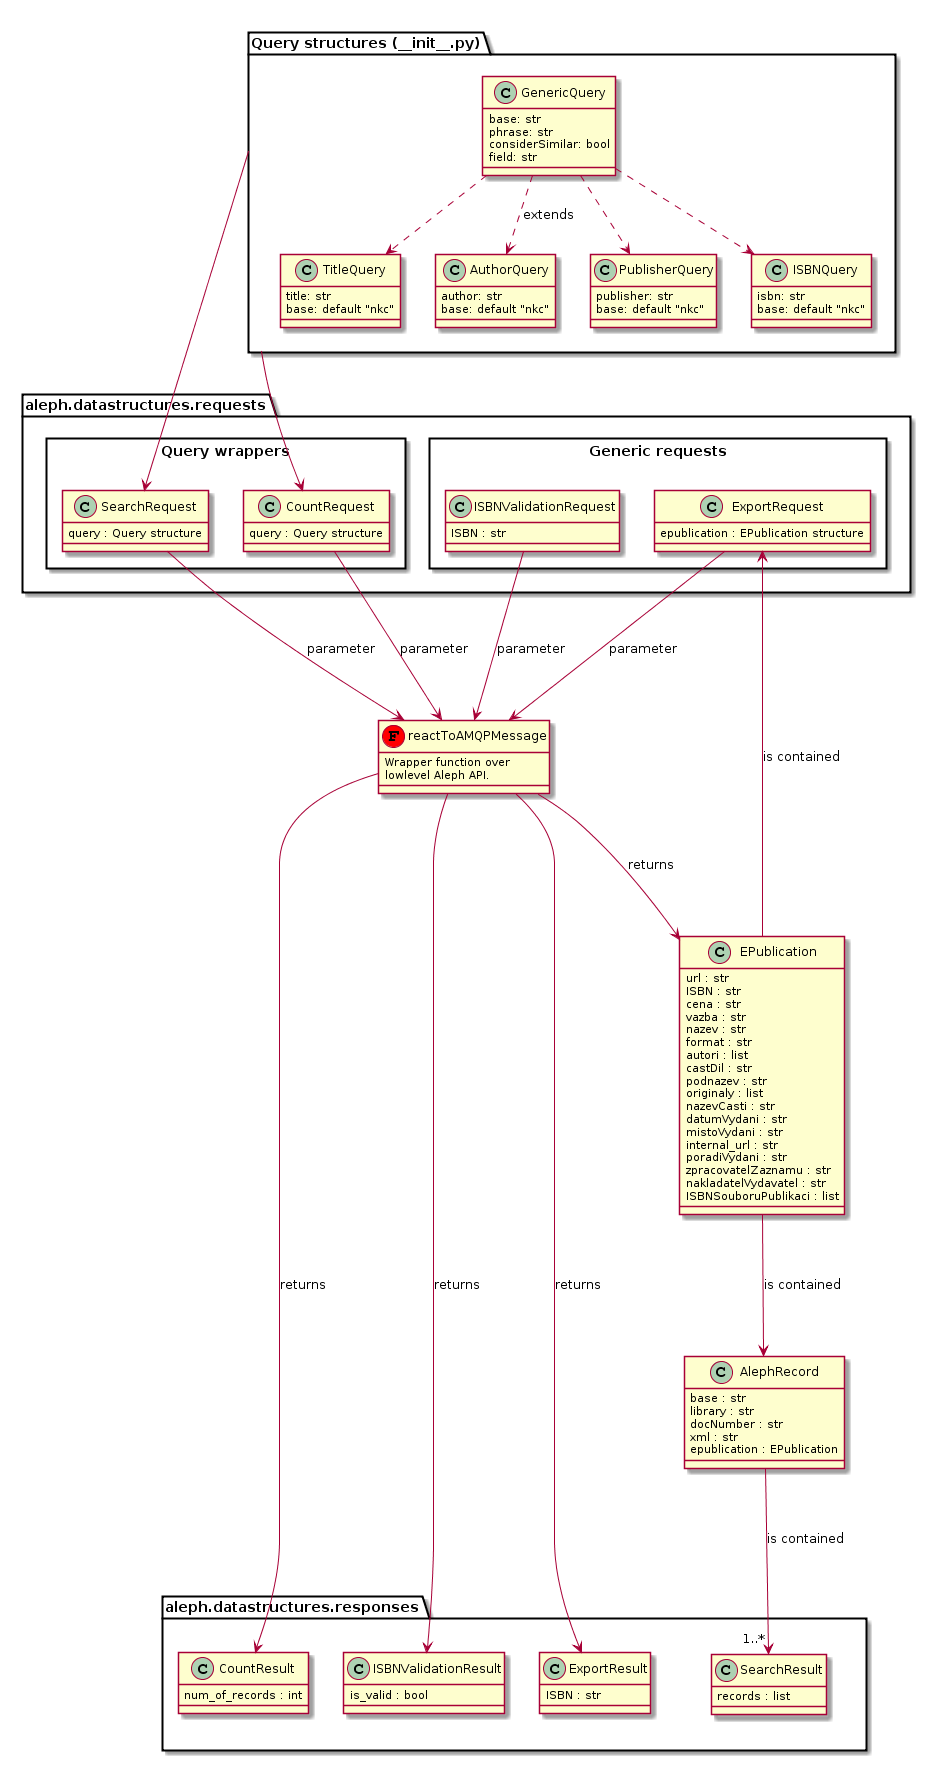 Query structures (__init__.py)
C GenericQuery
base: str
phrase: str
considerSimilar: bool
field: str
extends
C TitleQuery
title: str
base: default "nkc"
C AuthorQuery
author: str
base: default "nkc"
C PublisherQuery
publisher: str
base: default "nkc"
C ISBNQuery
isbn: str
base: default "nkc"
aleph.datastructures.requests
Query wrappers
C SearchRequest
query : Query structure
C CountRequest
query : Query structure
Generic requests
C ISBNValidationRequest
ISBN : str
C ExportRequest
epublication : EPublication structure
parameter
parameter
parameter
parameter
F reactToAMQPMessage
Wrapper function over
lowlevel Aleph API.
is contained
returns
C EPublication
url : str
ISBN : str
cena : str
vazba : str
nazev : str
format : str
autori : list
castDil : str
podnazev : str
originaly : list
nazevCasti : str
datumVydani : str
mistoVydani : str
internal_url : str
poradiVydani : str
zpracovatelZaznamu : str
nakladatelVydavatel : str
ISBNSouboruPublikaci : list
returns
returns
returns
is contained
C AlephRecord
base : str
library : str
docNumber : str
xml : str
epublication : EPublication
is contained
aleph.datastructures.responses
1..*
C CountResult
num_of_records : int
C ISBNValidationResult
is_valid : bool
C ExportResult
ISBN : str
C SearchResult
records : list